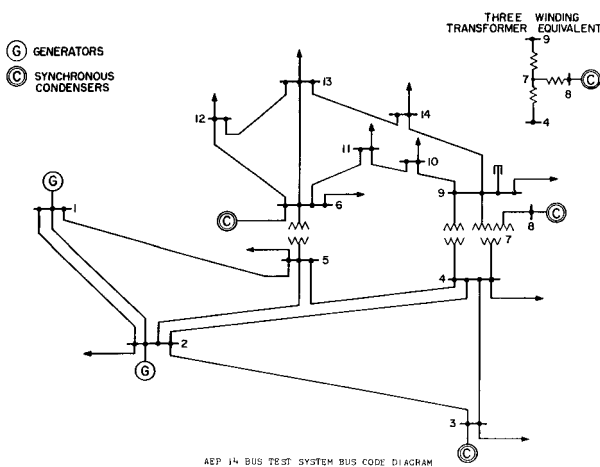 THREE WINDING
TRANSFORMER EQUIVALENT
9
7
8
C
4
G GENERATORS
C SYNCHRONOUS
CONDENSERS
13
12
14
11
10
G
1
C
6
9
C
8
7
5
4
2
G
3
C
AEP 14 BUS TEST SYSTEM BUS CODE DIAGRAM